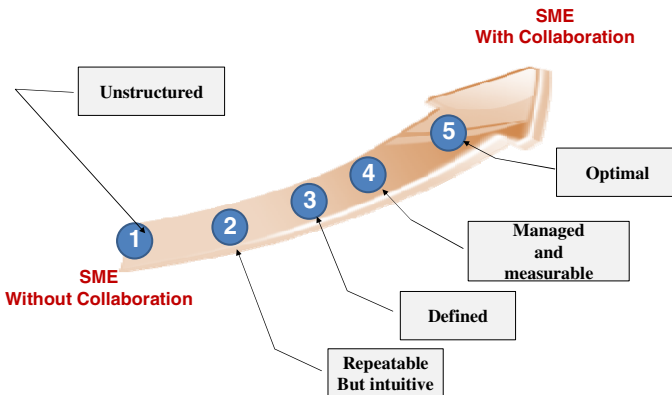 SME
With Collaboration
Unstructured
5
Optimal
4
3
2
1
Managed
and
measurable
SME
Without Collaboration
Defined
Repeatable
But intuitive